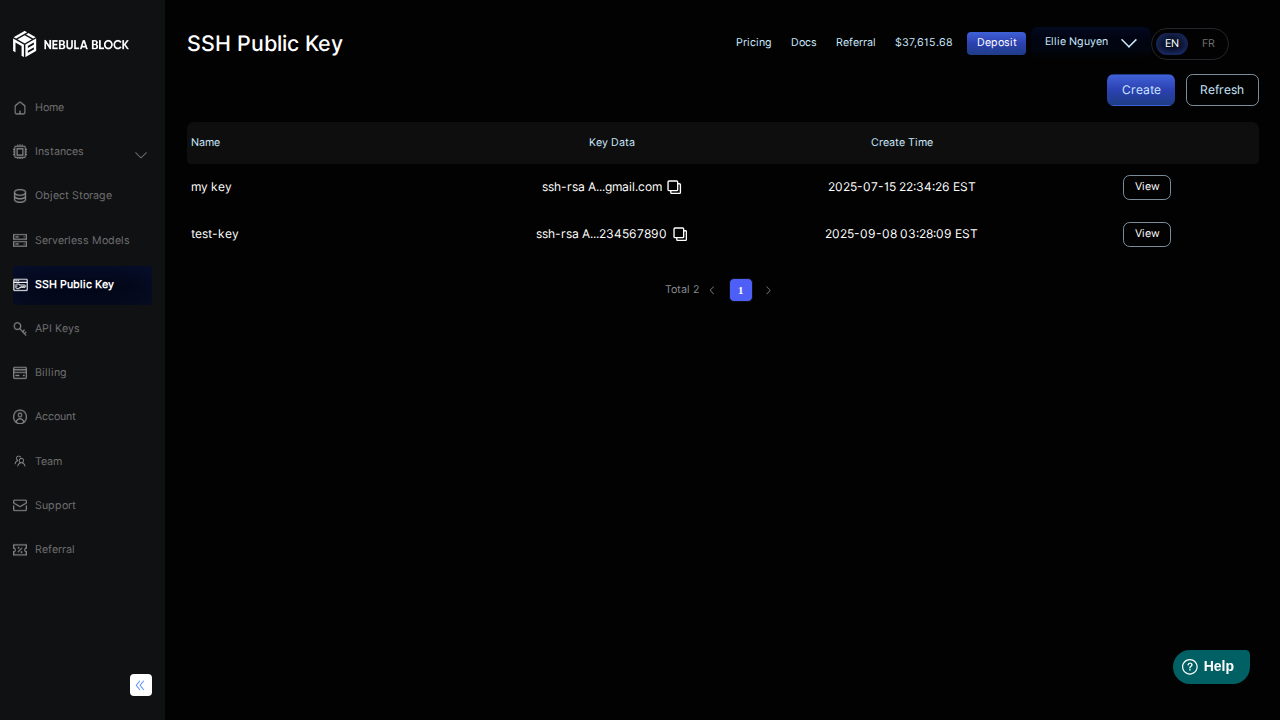 NEBULA BLOCK
SSH Public Key
Pricing Docs Referral $37,615.68 Deposit Ellie Nguyen EN FR
Create Refresh
Home
Instances
Object Storage
Serverless Models
SSH Public Key
API Keys
Billing
Account
Team
Support
Referral
Name Key Data Create Time
my key ssh-rsa A...gmail.com 2025-07-15 22:34:26 EST View
test-key ssh-rsa A...234567890 2025-09-08 03:28:09 EST View
Total 2 1
Help